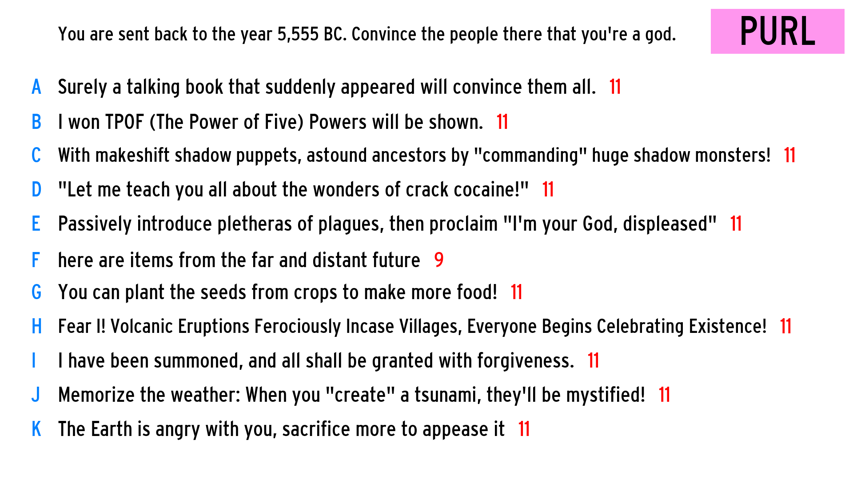 You are sent back to the year 5,555 BC. Convince the people there that you're a god.
PURL
A Surely a talking book that suddenly appeared will convince them all. 11
B I won TPOF (The Power of Five) Powers will be shown. 11
C With makeshift shadow puppets, astound ancestors by "commanding" huge shadow monsters! 11
D "Let me teach you all about the wonders of crack cocaine!" 11
E Passively introduce pletheras of plagues, then proclaim "I'm your God, displeased" 11
F here are items from the far and distant future 9
G You can plant the seeds from crops to make more food! 11
H Fear I! Volcanic Eruptions Ferociously Incase Villages, Everyone Begins Celebrating Existence! 11
I I have been summoned, and all shall be granted with forgiveness. 11
J Memorize the weather: When you "create" a tsunami, they'll be mystified! 11
K The Earth is angry with you, sacrifice more to appease it 11